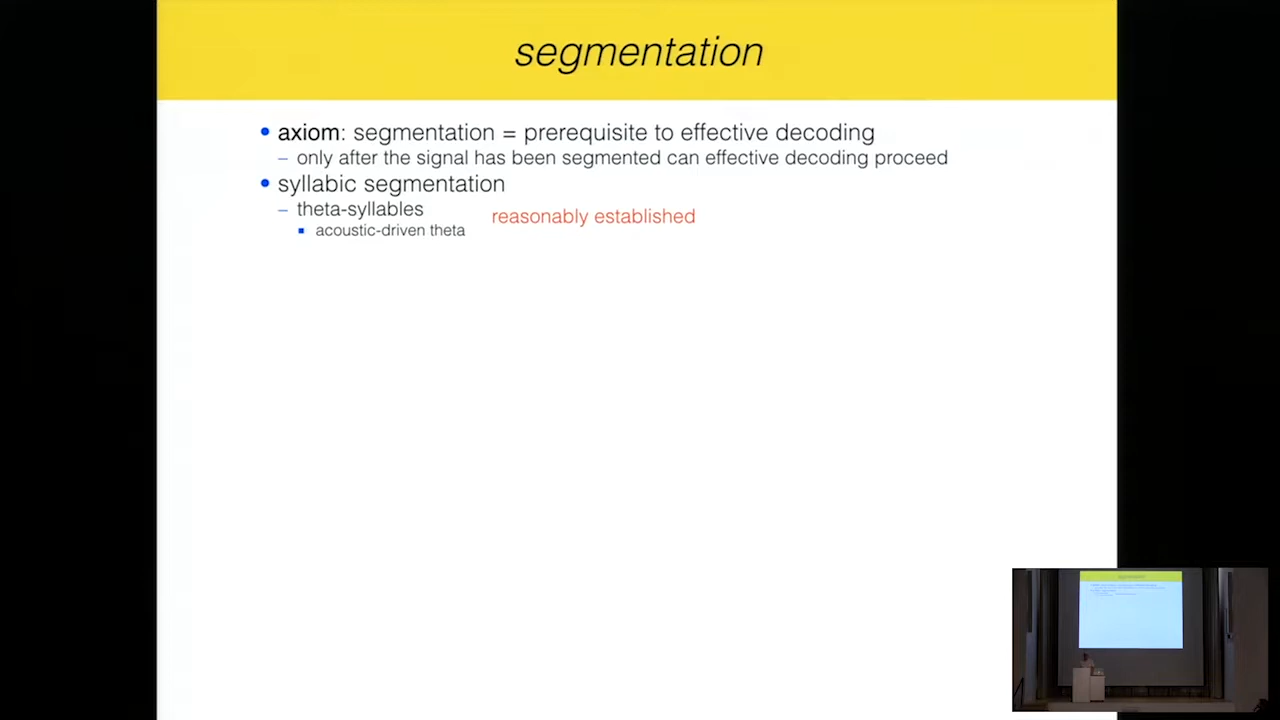 segmentation
• axiom: segmentation = prerequisite to effective decoding
– only after the signal has been segmented can effective decoding proceed
• syllabic segmentation
– theta-syllables
reasonably established
▪ acoustic-driven theta